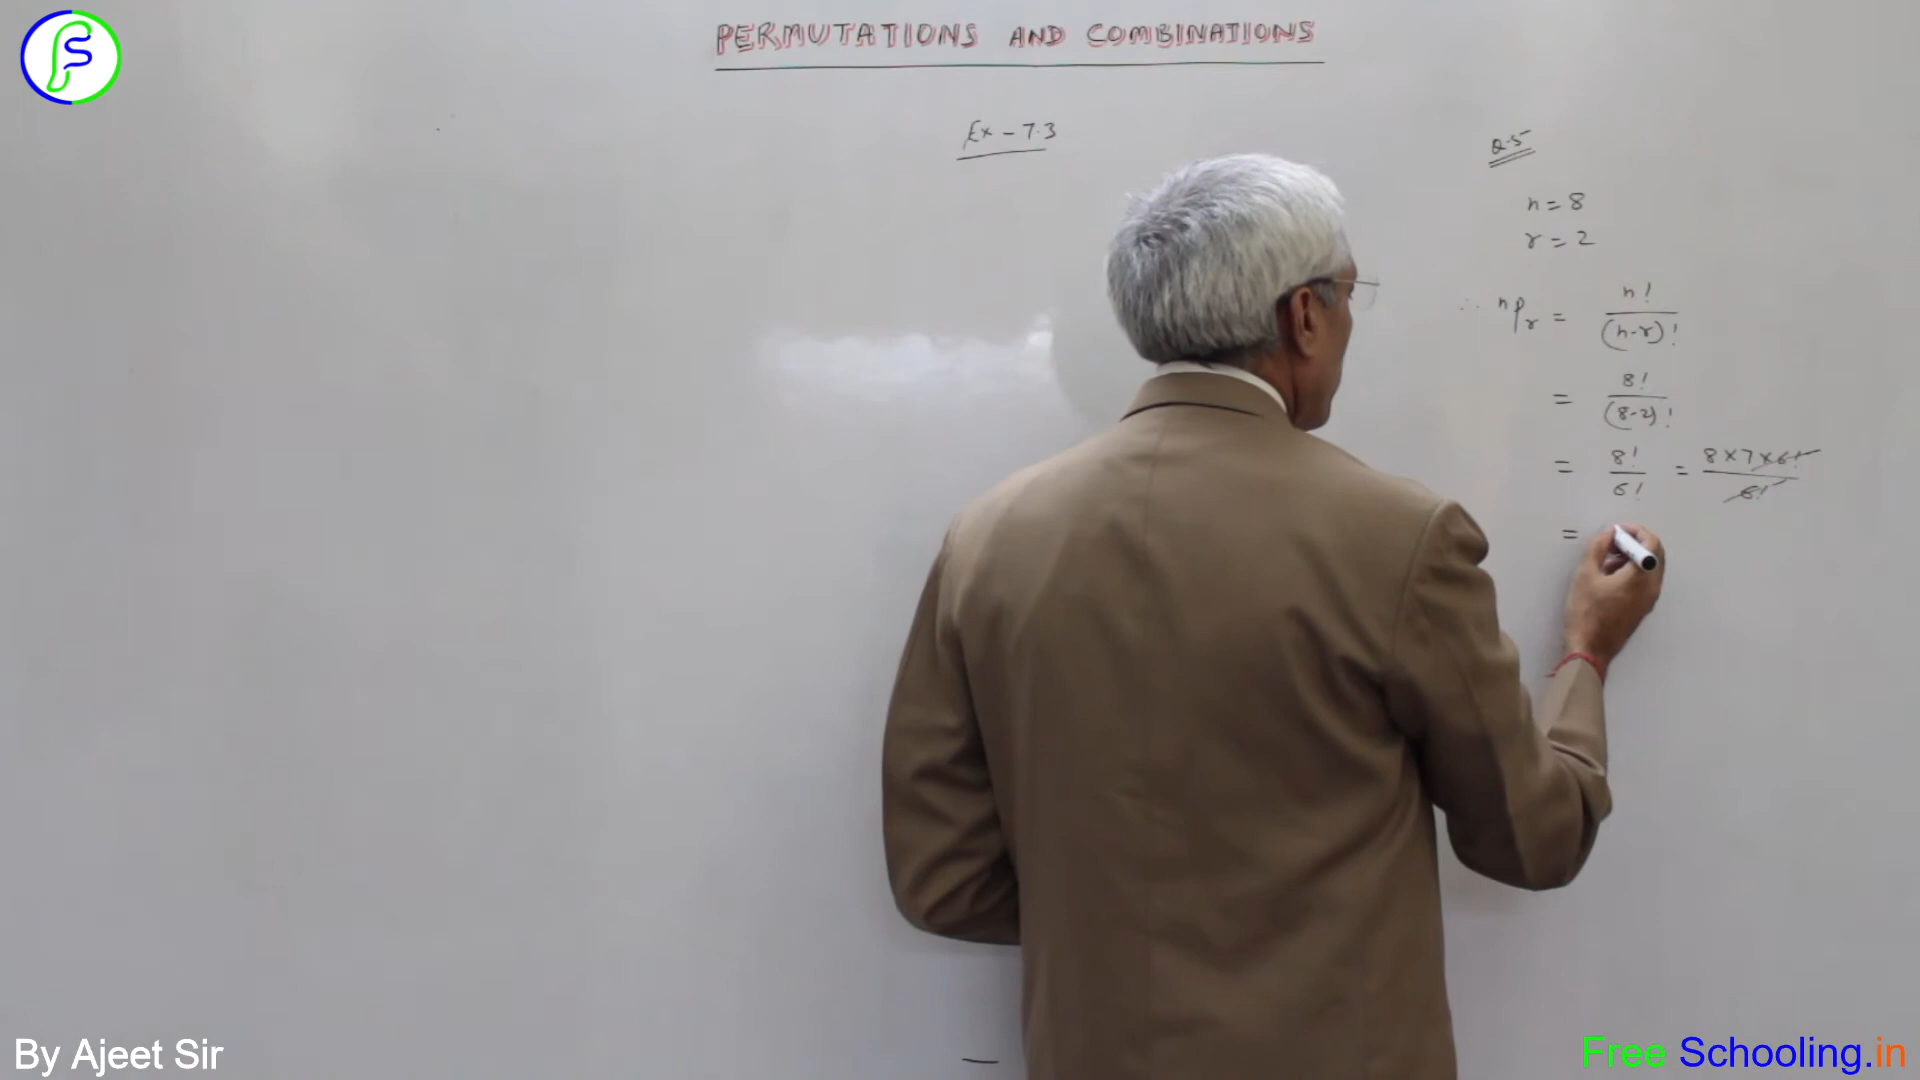 PERMUTATIONS AND COMBINATIONS
Ex - 7.3
Q.5
n = 8
r = 2
∴ ⁿPᵣ = n! / (n-r)!
= 8! / (8-2)!
= 8! / 6! = 8×7×6! / 6!
=
By Ajeet Sir
Free Schooling.in